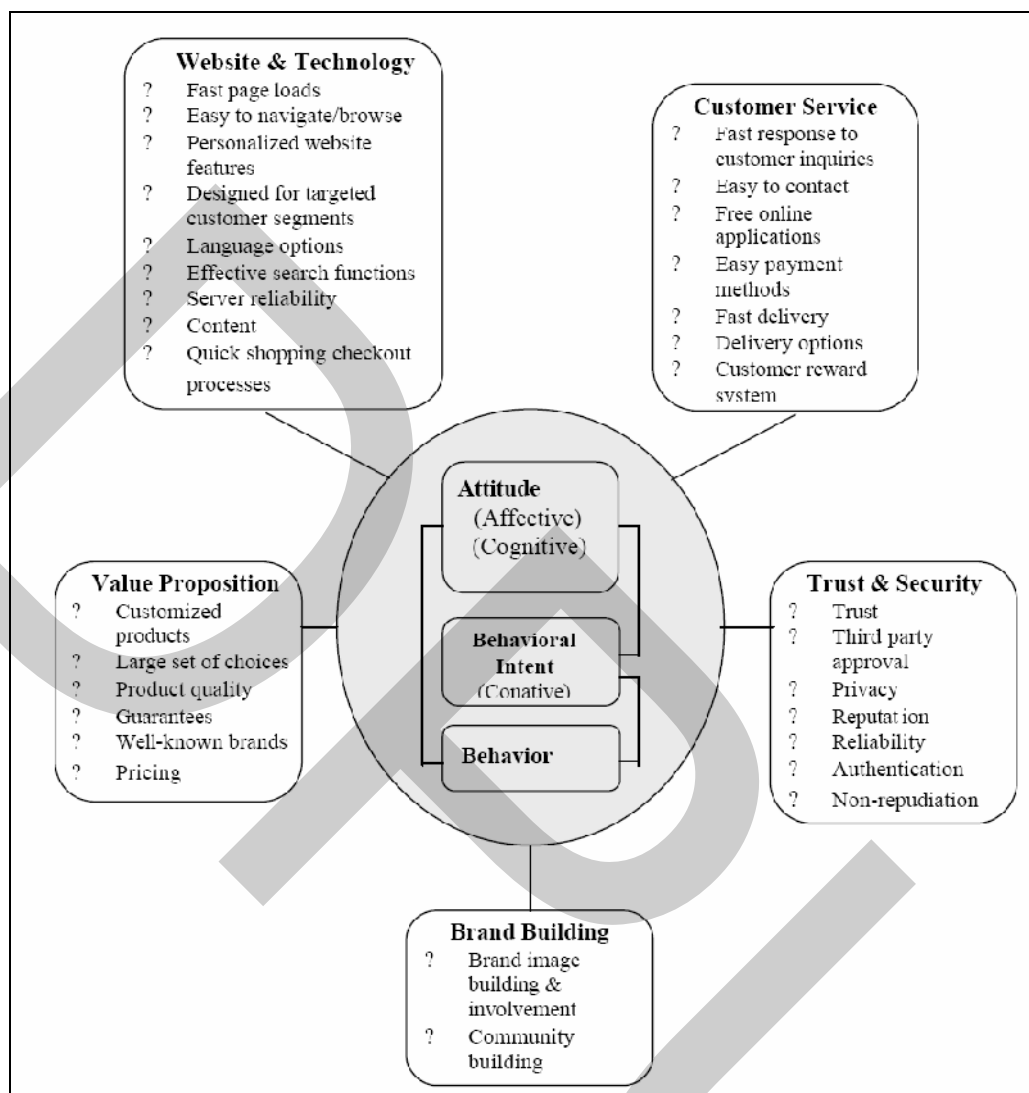 Website & Technology
? Fast page loads
? Easy to navigate/browse
? Personalized website
features
? Designed for targeted
customer segments
? Language options
? Effective search functions
? Server reliability
? Content
? Quick shopping checkout
processes
Customer Service
? Fast response to
customer inquiries
? Easy to contact
? Free online
applications
? Easy payment
methods
? Fast delivery
? Delivery options
? Customer reward
system
Attitude
(Affective)
(Cognitive)
Behavioral
Intent
(Conative)
Behavior
Value Proposition
? Customized
products
? Large set of choices
? Product quality
? Guarantees
? Well-known brands
? Pricing
Trust & Security
? Trust
? Third party
approval
? Privacy
? Reputation
? Reliability
? Authentication
? Non-repudiation
Brand Building
? Brand image
building &
involvement
? Community
building